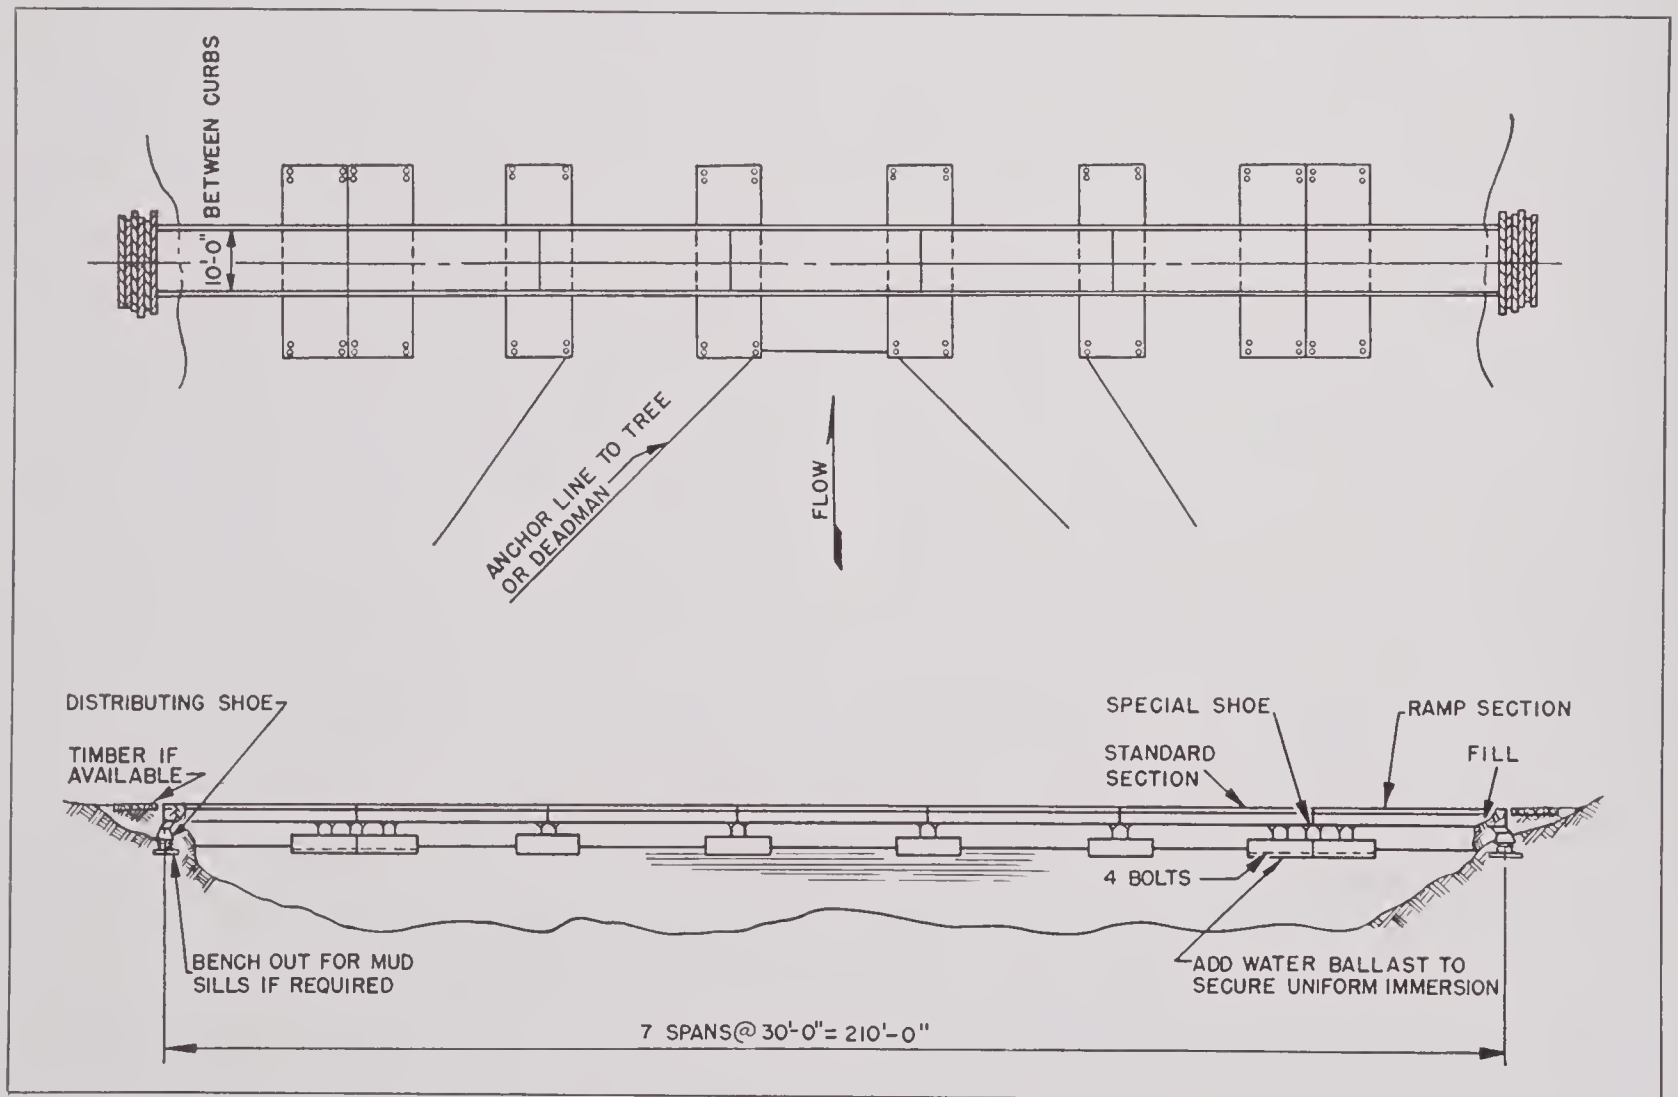 10'-0" BETWEEN CURBS
ANCHOR LINE TO TREE
OR DEADMAN
FLOW
DISTRIBUTING SHOE
TIMBER IF
AVAILABLE
SPECIAL SHOE
RAMP SECTION
STANDARD
SECTION
FILL
4 BOLTS
BENCH OUT FOR MUD
SILLS IF REQUIRED
ADD WATER BALLAST TO
SECURE UNIFORM IMMERSION
7 SPANS@30'-0"=210'-0"